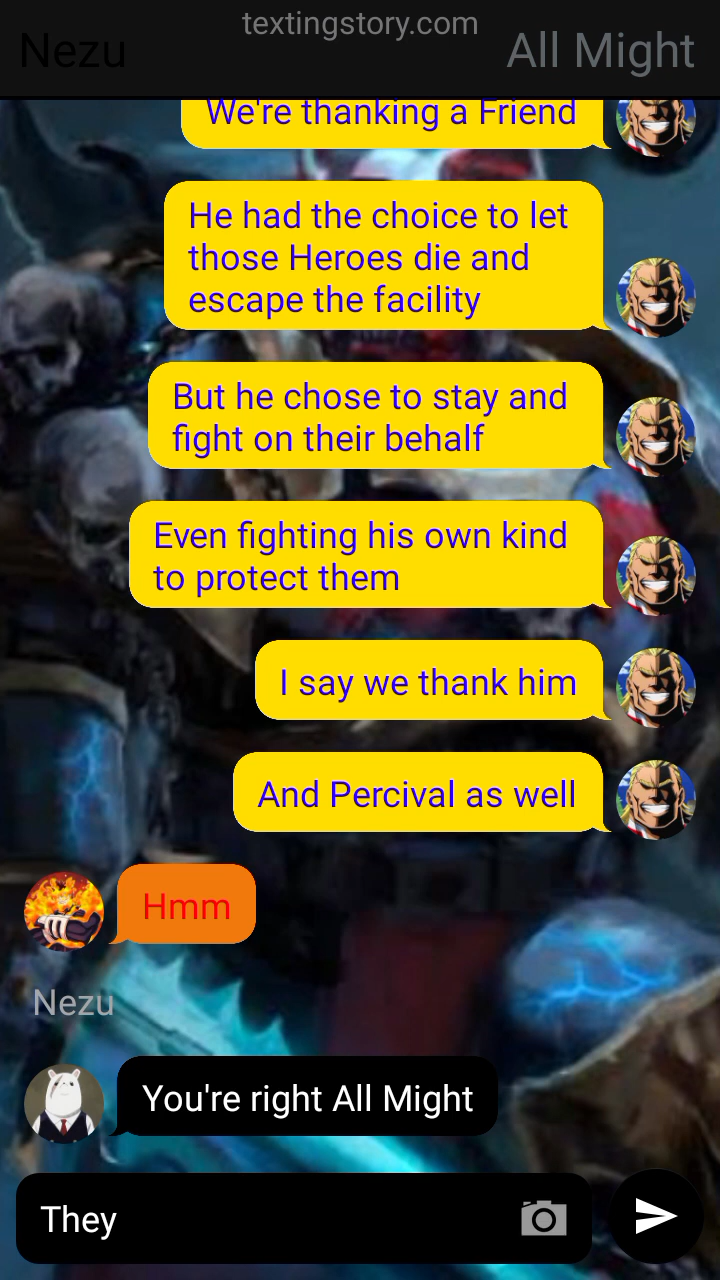 textingstory.com
Nezu
All Might
We're thanking a Friend
He had the choice to let
those Heroes die and
escape the facility
But he chose to stay and
fight on their behalf
Even fighting his own kind
to protect them
I say we thank him
And Percival as well
Hmm
Nezu
You're right All Might
They